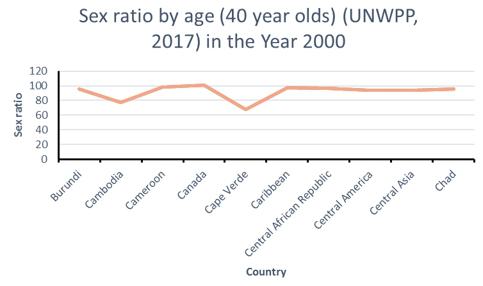 Sex ratio by age (40 year olds) (UNWPP,
2017) in the Year 2000
120
100
80
60
40
20
0
Sex ratio
Burundi
Cambodia
Cameroon
Canada
Cape Verde
Caribbean
Central African Republic
Central America
Central Asia
Chad
Country